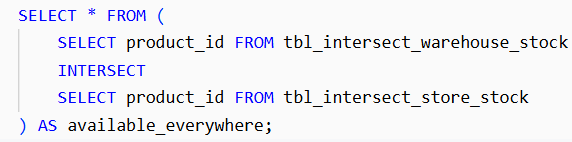 SELECT * FROM (
    SELECT product_id FROM tbl_intersect_warehouse_stock
    INTERSECT
    SELECT product_id FROM tbl_intersect_store_stock
) AS available_everywhere;